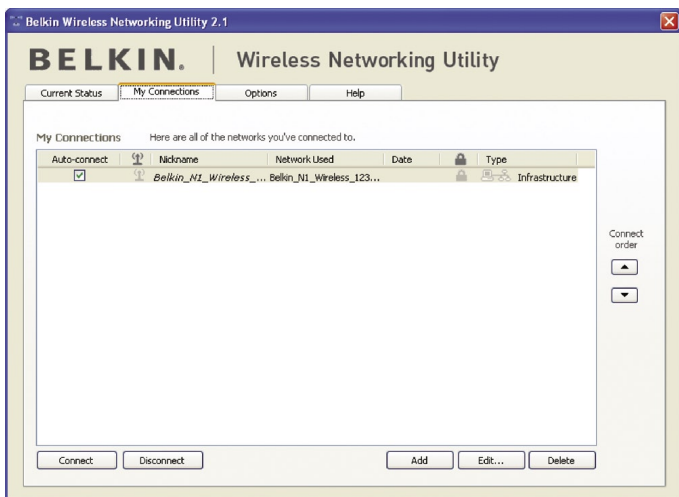 Belkin Wireless Networking Utility 2.1
BELKIN. Wireless Networking Utility
Current Status My Connections Options Help
My Connections Here are all of the networks you've connected to.
Auto-connect Nickname Network Used Date Type
Belkin_N1_Wireless_... Belkin_N1_Wireless_123... Infrastructure
Connect
order
Connect Disconnect Add Edit... Delete